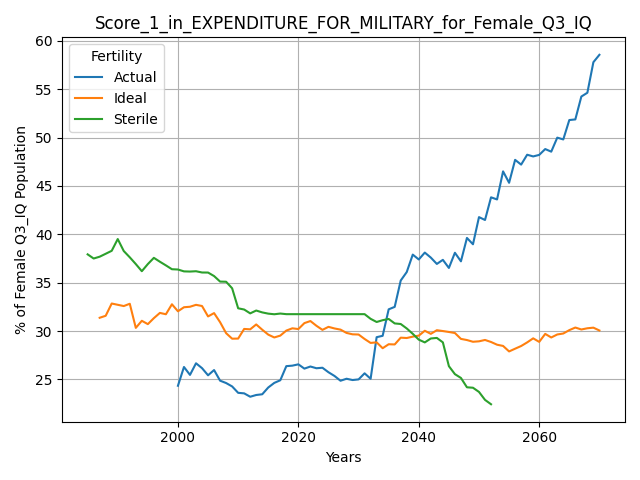 Score_1_in_EXPENDITURE_FOR_MILITARY_for_Female_Q3_IQ
% of Female Q3_IQ Population
60
55
50
45
40
35
30
25
Fertility
Actual
Ideal
Sterile
2000
2020
2040
2060
Years